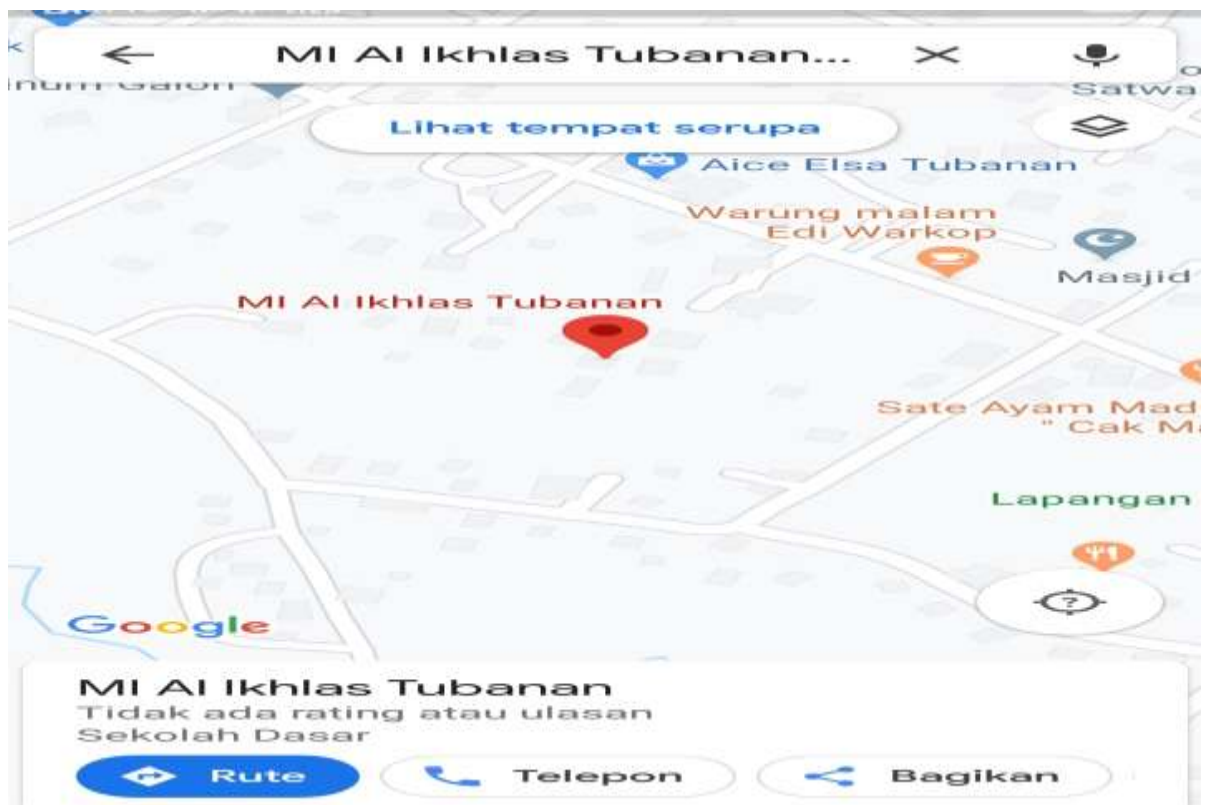 MI Al Ikhlas Tubanan...
Satwa
Lihat tempat serupa
Aice Elsa Tubanan
Warung malam
Edi Warkop
Masjid
MI Al Ikhlas Tubanan
Sate Ayam Mad
" Cak Ma
Lapangan
Google
MI Al Ikhlas Tubanan
Tidak ada rating atau ulasan
Sekolah Dasar
Rute
Telepon
Bagikan